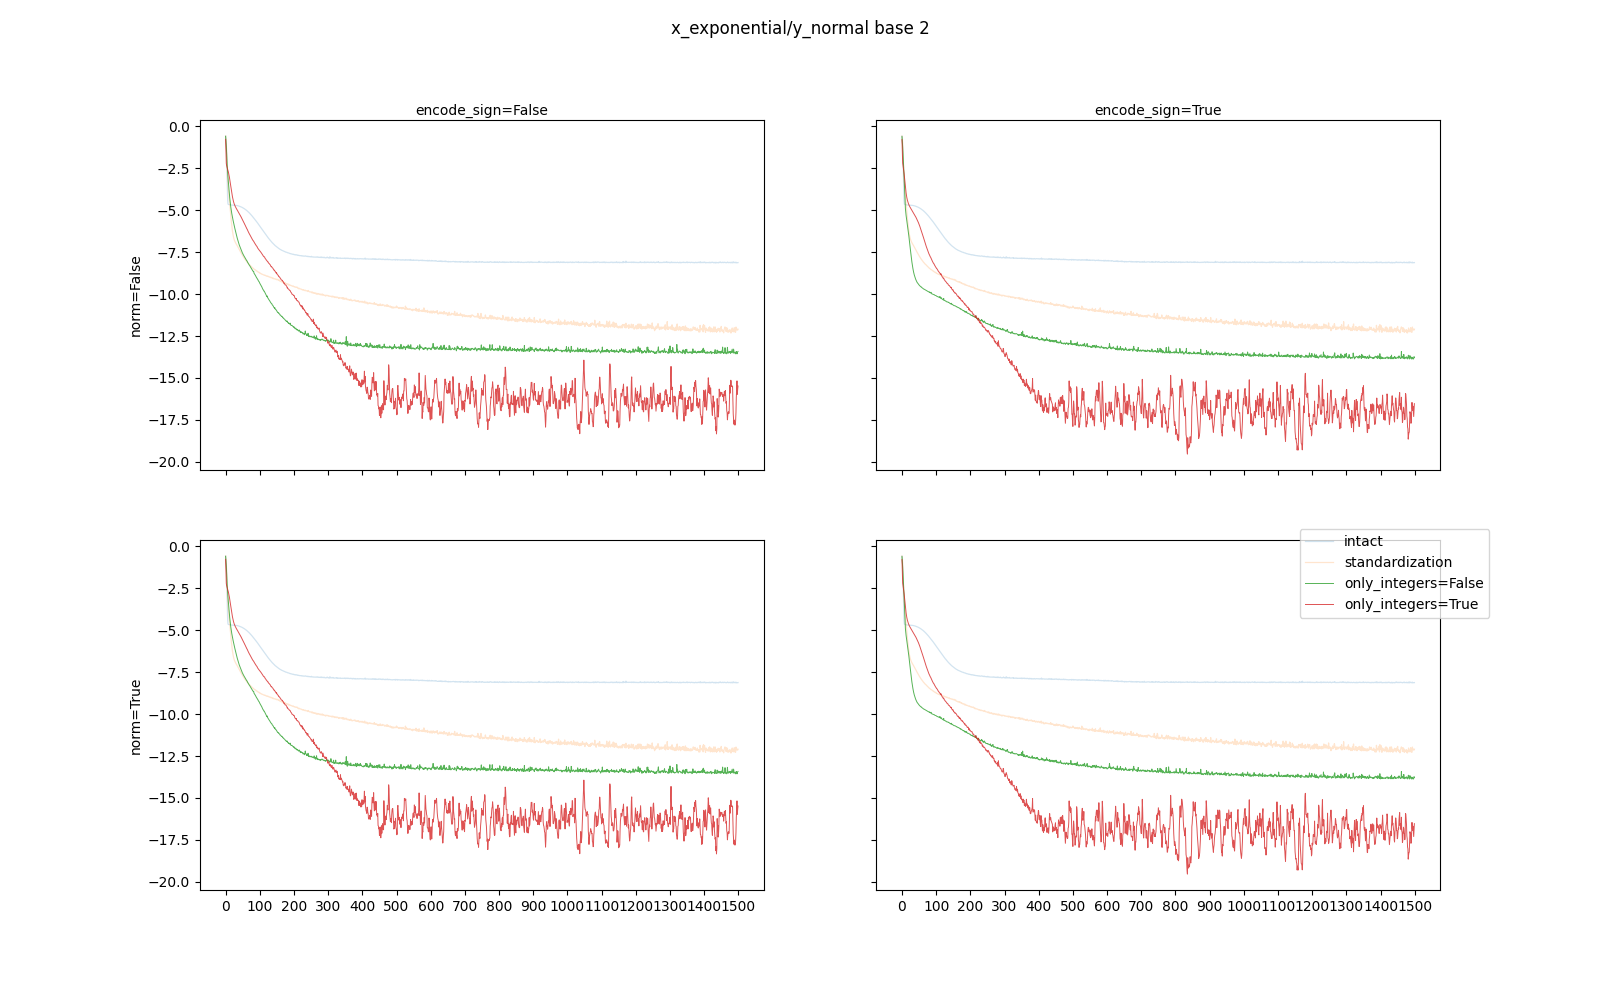 x_exponential/y_normal base 2
encode_sign=False
encode_sign=True
0.0
−2.5
−5.0
−7.5
−10.0
−12.5
−15.0
−17.5
−20.0
norm=False
0.0
−2.5
−5.0
−7.5
−10.0
−12.5
−15.0
−17.5
−20.0
norm=True
intact
standardization
only_integers=False
only_integers=True
0 100 200 300 400 500 600 700 800 900 1000 1100 1200 1300 1400 1500
0 100 200 300 400 500 600 700 800 900 1000 1100 1200 1300 1400 1500